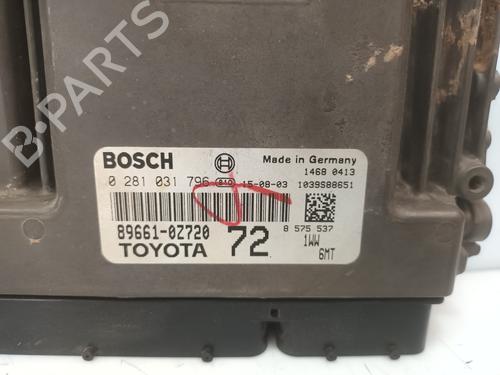 B-PARTS
BOSCH
Made in Germany
1468 0413
0 281 031 796 15-08-03 1039S88651
8 575 537
89661-0Z720
TOYOTA
72
1WW
6MT